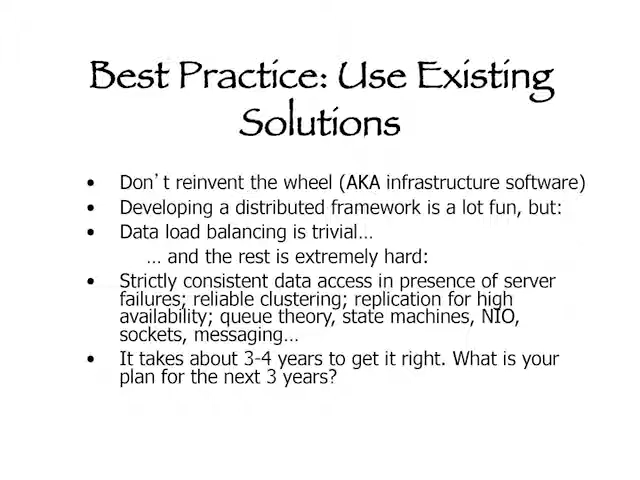 Best Practice: Use Existing
Solutions
• Don’t reinvent the wheel (AKA infrastructure software)
• Developing a distributed framework is a lot fun, but:
• Data load balancing is trivial…
… and the rest is extremely hard:
• Strictly consistent data access in presence of server
failures; reliable clustering; replication for high
availability; queue theory, state machines, NIO,
sockets, messaging…
• It takes about 3-4 years to get it right. What is your
plan for the next 3 years?